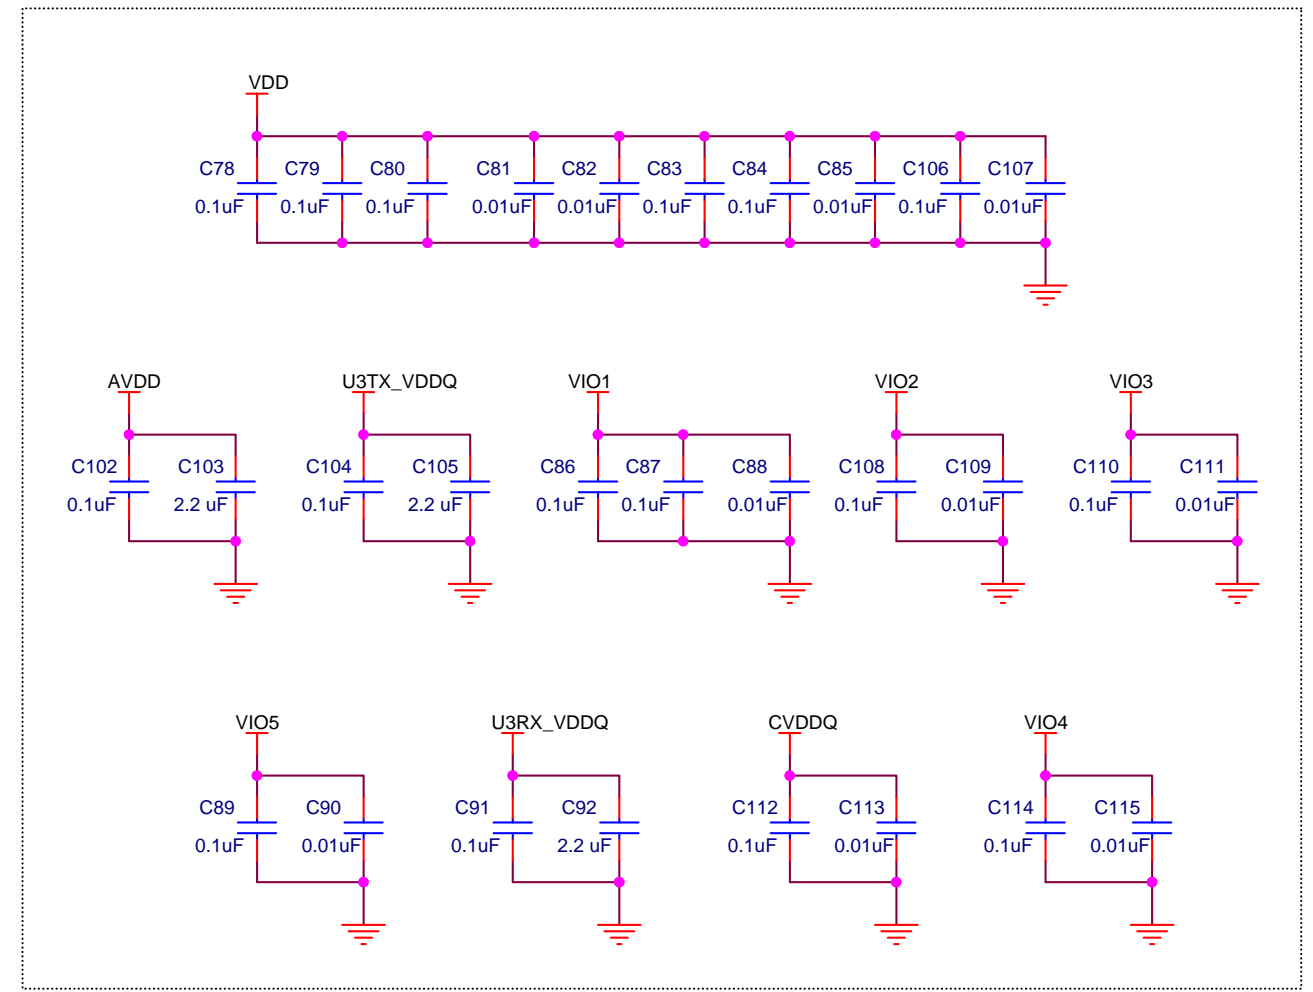 VDD
C78 C79 C80 C81 C82 C83 C84 C85 C106 C107
0.1uF 0.1uF 0.1uF 0.01uF 0.01uF 0.1uF 0.1uF 0.01uF 0.1uF 0.01uF
AVDD U3TX_VDDQ VIO1 VIO2 VIO3
C102 C103 C104 C105 C86 C87 C88 C108 C109 C110 C111
0.1uF 2.2 uF 0.1uF 2.2 uF 0.1uF 0.1uF 0.01uF 0.1uF 0.01uF 0.1uF 0.01uF
VIO5 U3RX_VDDQ CVDDQ VIO4
C89 C90 C91 C92 C112 C113 C114 C115
0.1uF 0.01uF 0.1uF 2.2 uF 0.1uF 0.01uF 0.1uF 0.01uF